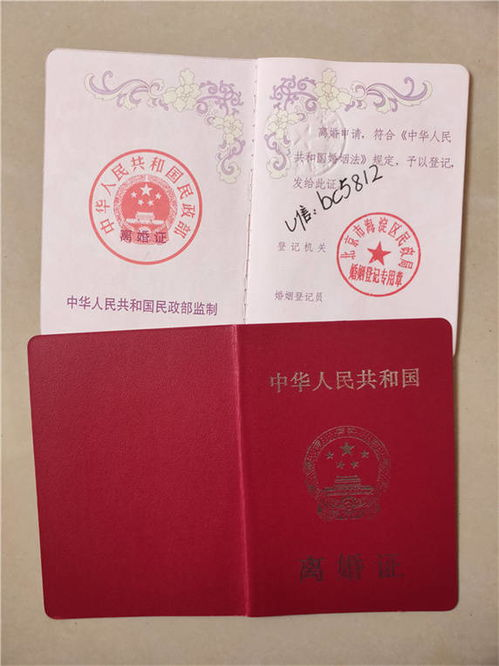 中华人民共和国民政部
离婚证
中华人民共和国民政部监制
离婚申请，符合《中华人民
共和国婚姻法》规定，予以登记，
发给此证
V信：bC5812
登记机关
北京市海淀区民政局
婚姻登记专用章
婚姻登记员
中华人民共和国
离婚证